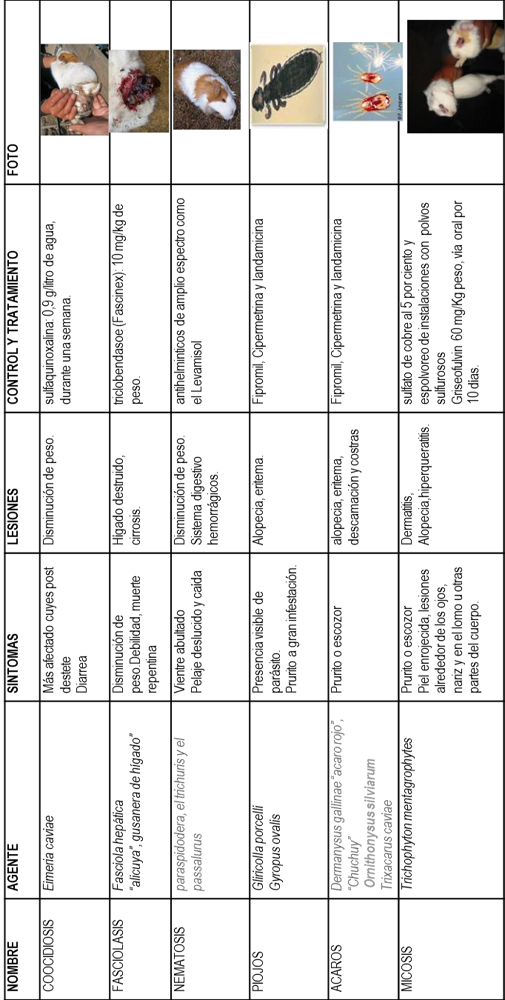 NOMBRE
AGENTE
SINTOMAS
LESIONES
CONTROL Y TRATAMIENTO
FOTO
COOCIDIOSIS
Eimeria caviae
Más afectado cuyes post
destete
Diarrea
Disminución de peso.
sulfaquinoxalina: 0,9 g/litro de agua,
durante una semana.
FASCIOLASIS
Fasciola hepática
“alicuya”, gusanera de hígado”
Disminución de
peso.Debilidad, muerte
repentina
Hígado destruido,
cirrosis.
triclobendasoe (Fascinex): 10 mg/kg de
peso.
NEMATOSIS
paraspidodera, el trichuris y el
passalurus
Vientre abultado
Pelaje deslucido y caida
Disminución de peso.
Sistema digestivo
hemorrágicos.
antihelminticos de amplio espectro como
el Levamisol
PIOJOS
Gliricolla porcelli
Gyropus ovalis
Presencia visible de
parásito.
Prurito a gran infestación.
Alopecia, eritema.
Fipromil, Cipermetrina y Iandamicina
ACAROS
Dermanysus gallinae “acaro rojo”,
“Chuchuy”
Ornithonysus silviarum
Trixacarus caviae
Prurito o escozor
alopecia, eritema,
descamación y costras
Fipromil, Cipermetrina y Iandamicina
© P. Junquera
MICOSIS
Trichophyton mentagrophytes
Prurito o escozor
Piel enrojecida, lesiones
alrededor de los ojos,
nariz y en el lomo u otras
partes del cuerpo.
Dermatitis,
Alopecia,hiperqueratitis.
sulfato de cobre al 5 por ciento y
espolvoreo de instalaciones con polvos
sulfurosos
Griseofulvin 60 mg/Kg peso, vía oral por
10 días.